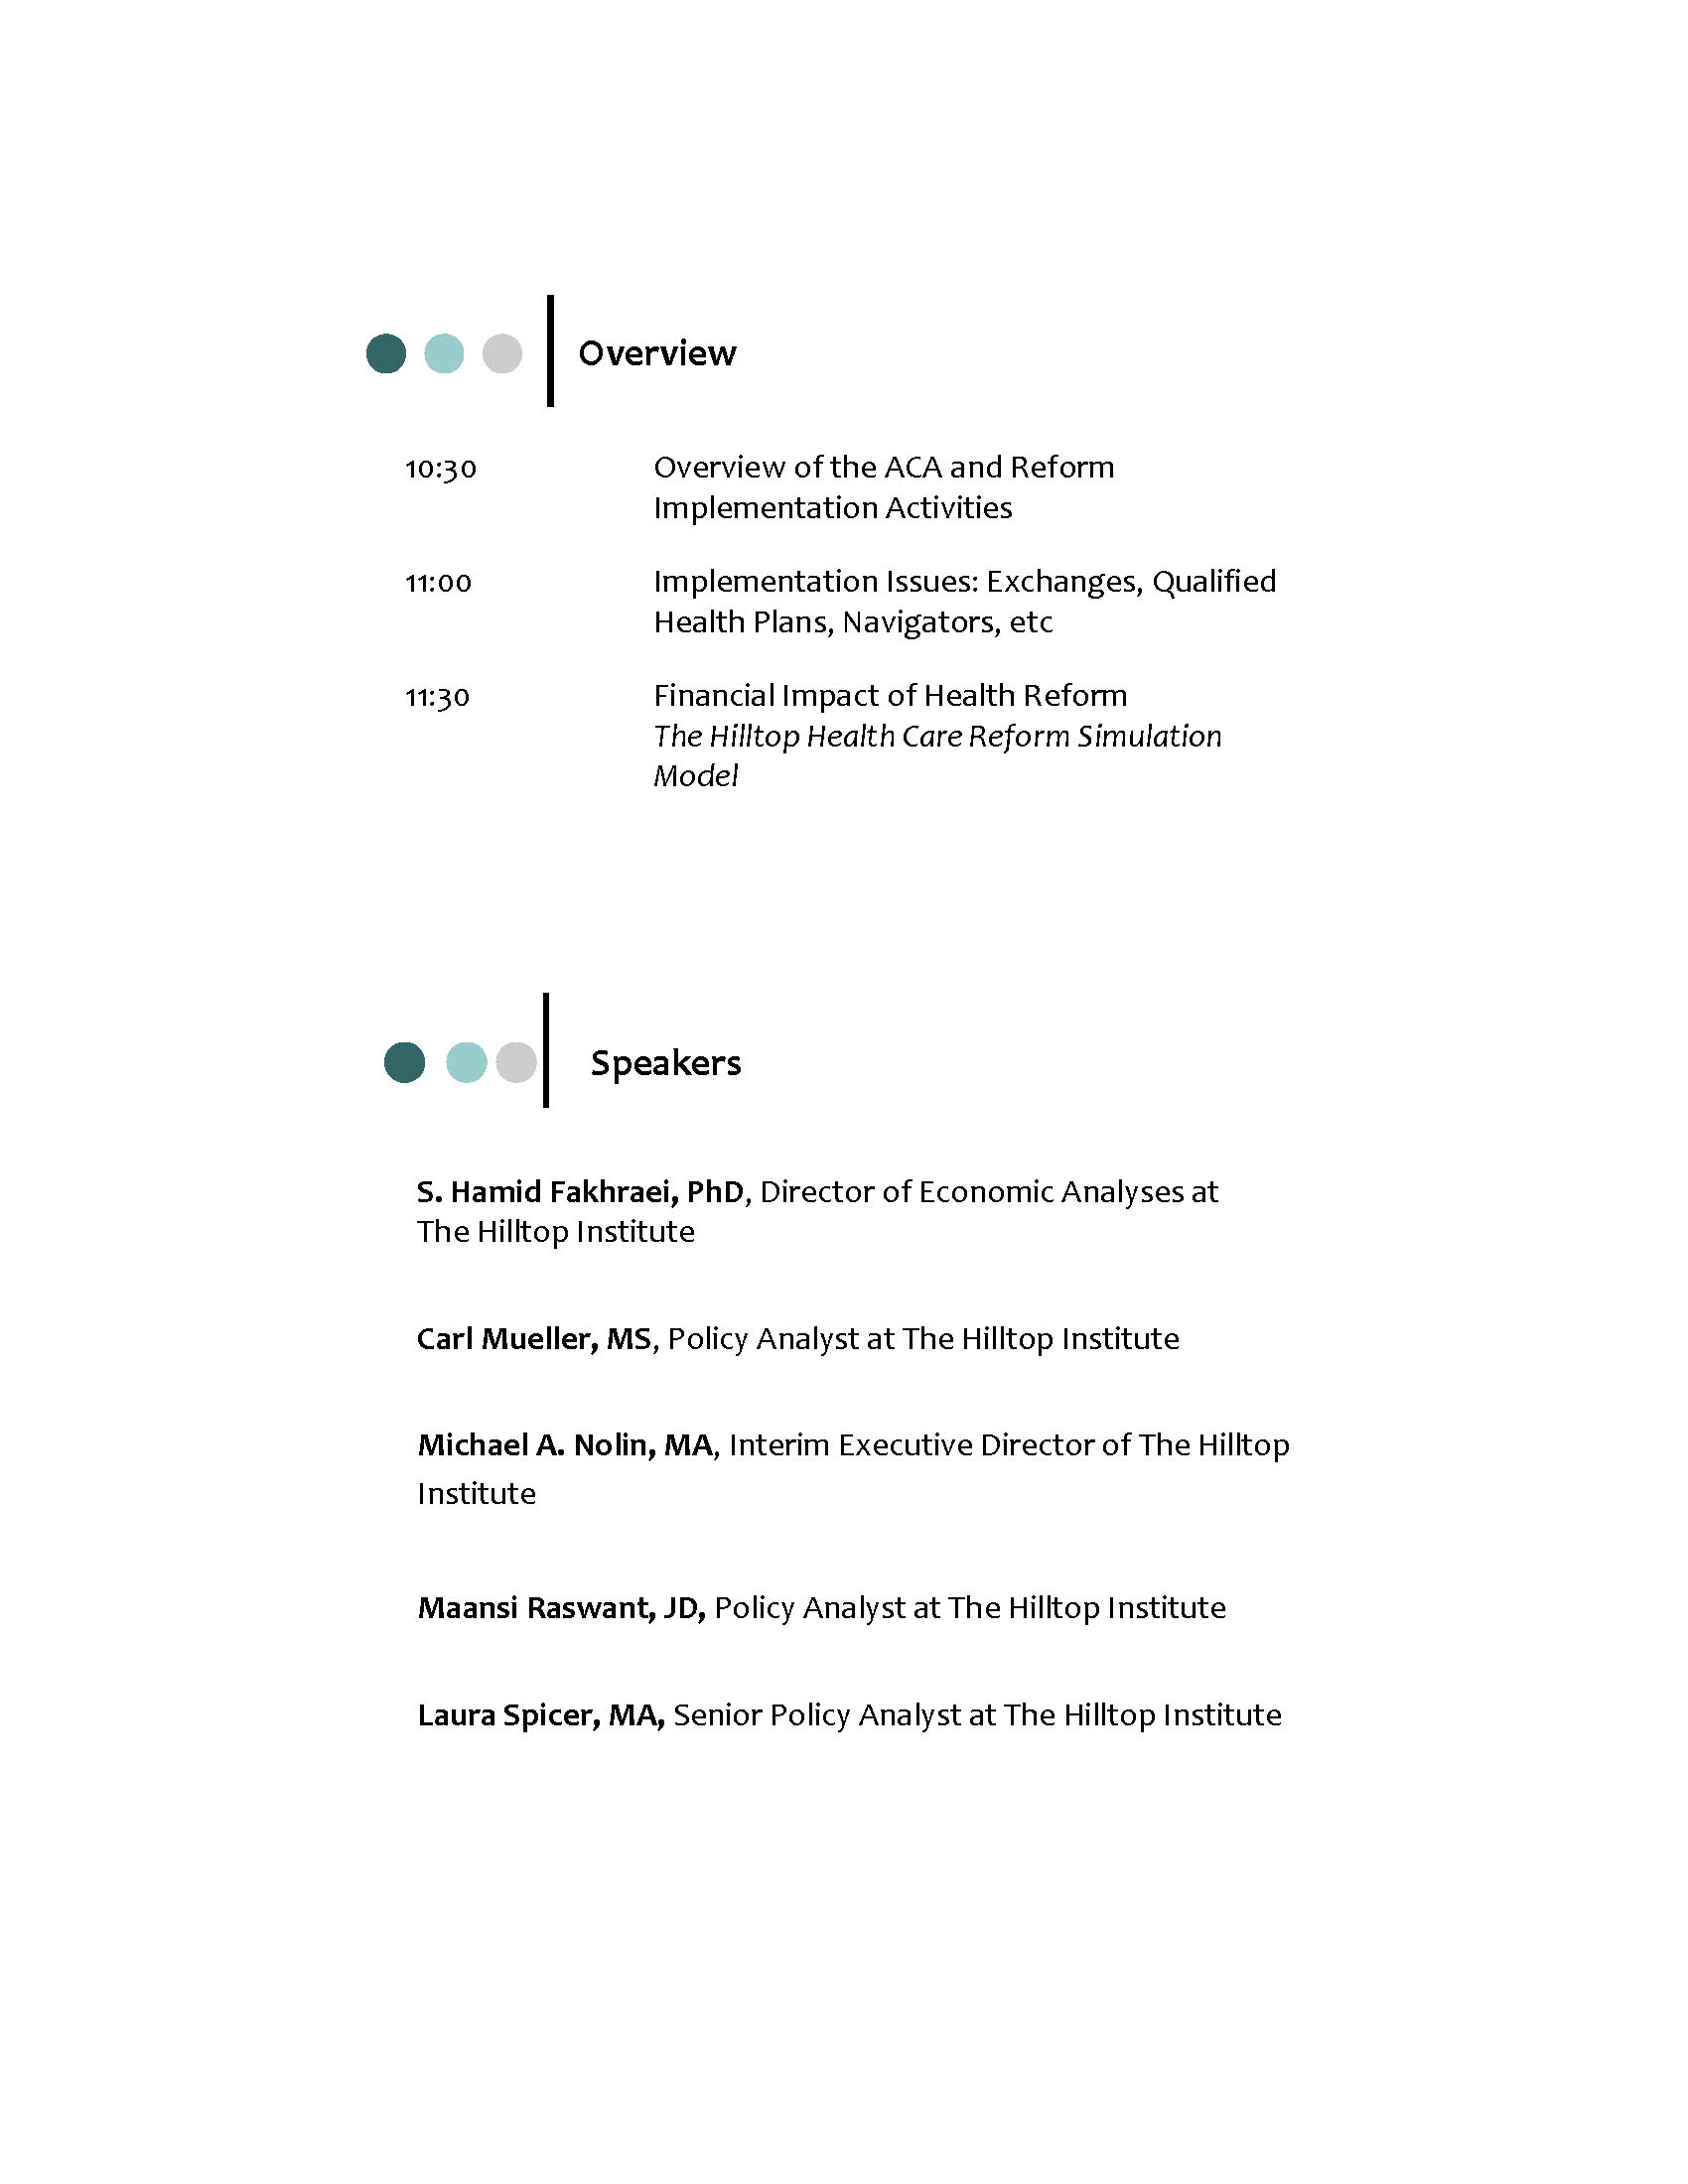 Overview
10:30 Overview of the ACA and Reform
Implementation Activities
11:00 Implementation Issues: Exchanges, Qualified
Health Plans, Navigators, etc
11:30 Financial Impact of Health Reform
The Hilltop Health Care Reform Simulation
Model
Speakers
S. Hamid Fakhraei, PhD, Director of Economic Analyses at
The Hilltop Institute
Carl Mueller, MS, Policy Analyst at The Hilltop Institute
Michael A. Nolin, MA, Interim Executive Director of The Hilltop
Institute
Maansi Raswant, JD, Policy Analyst at The Hilltop Institute
Laura Spicer, MA, Senior Policy Analyst at The Hilltop Institute